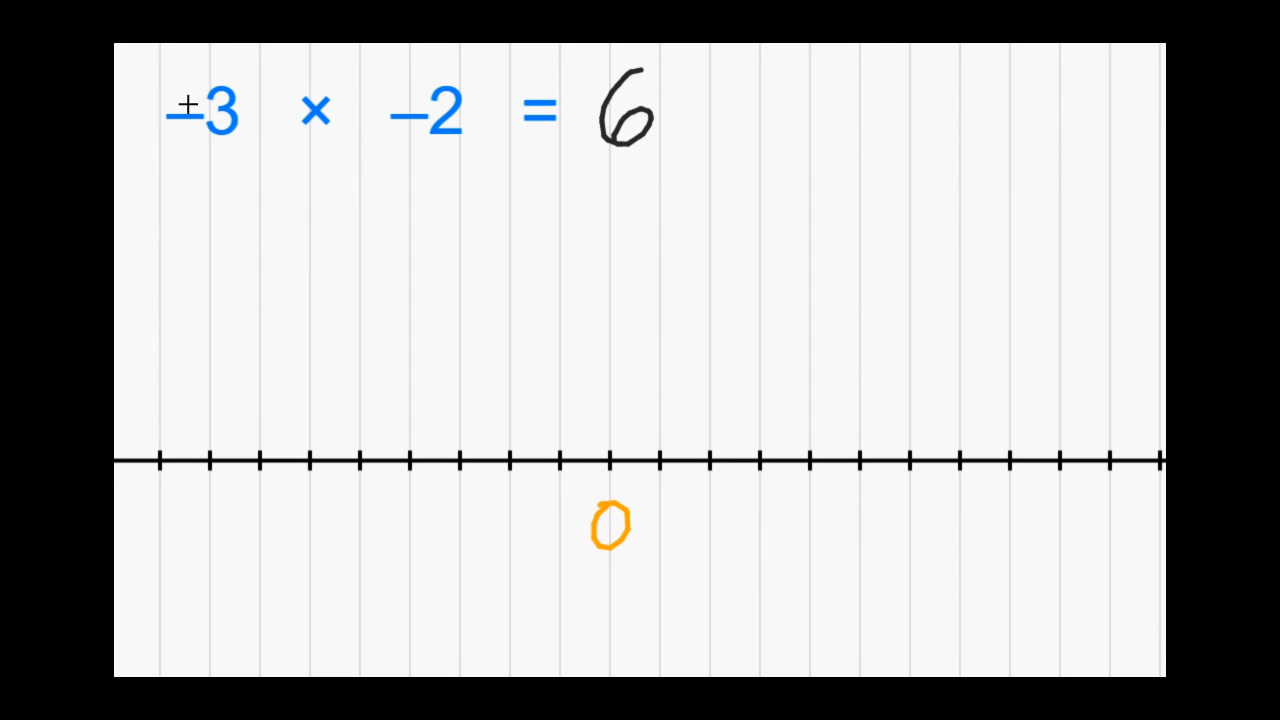 –3 × –2 = 6
0